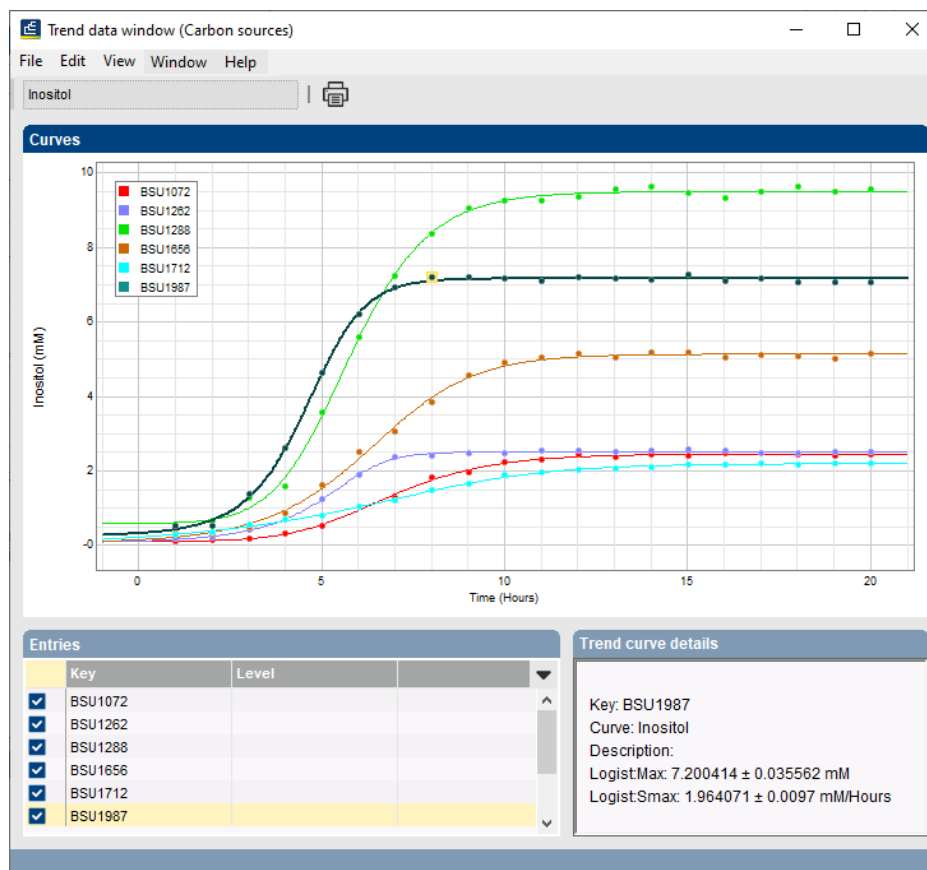 Trend data window (Carbon sources)
File Edit View Window Help
Inositol
Curves
10
8
6
4
2
-0
Inositol (mM)
BSU1072
BSU1262
BSU1288
BSU1656
BSU1712
BSU1987
0 5 10 15 20
Time (Hours)
Entries
Key Level
BSU1072
BSU1262
BSU1288
BSU1656
BSU1712
BSU1987
Trend curve details
Key: BSU1987
Curve: Inositol
Description:
Logist:Max: 7.200414 ± 0.035562 mM
Logist:Smax: 1.964071 ± 0.0097 mM/Hours